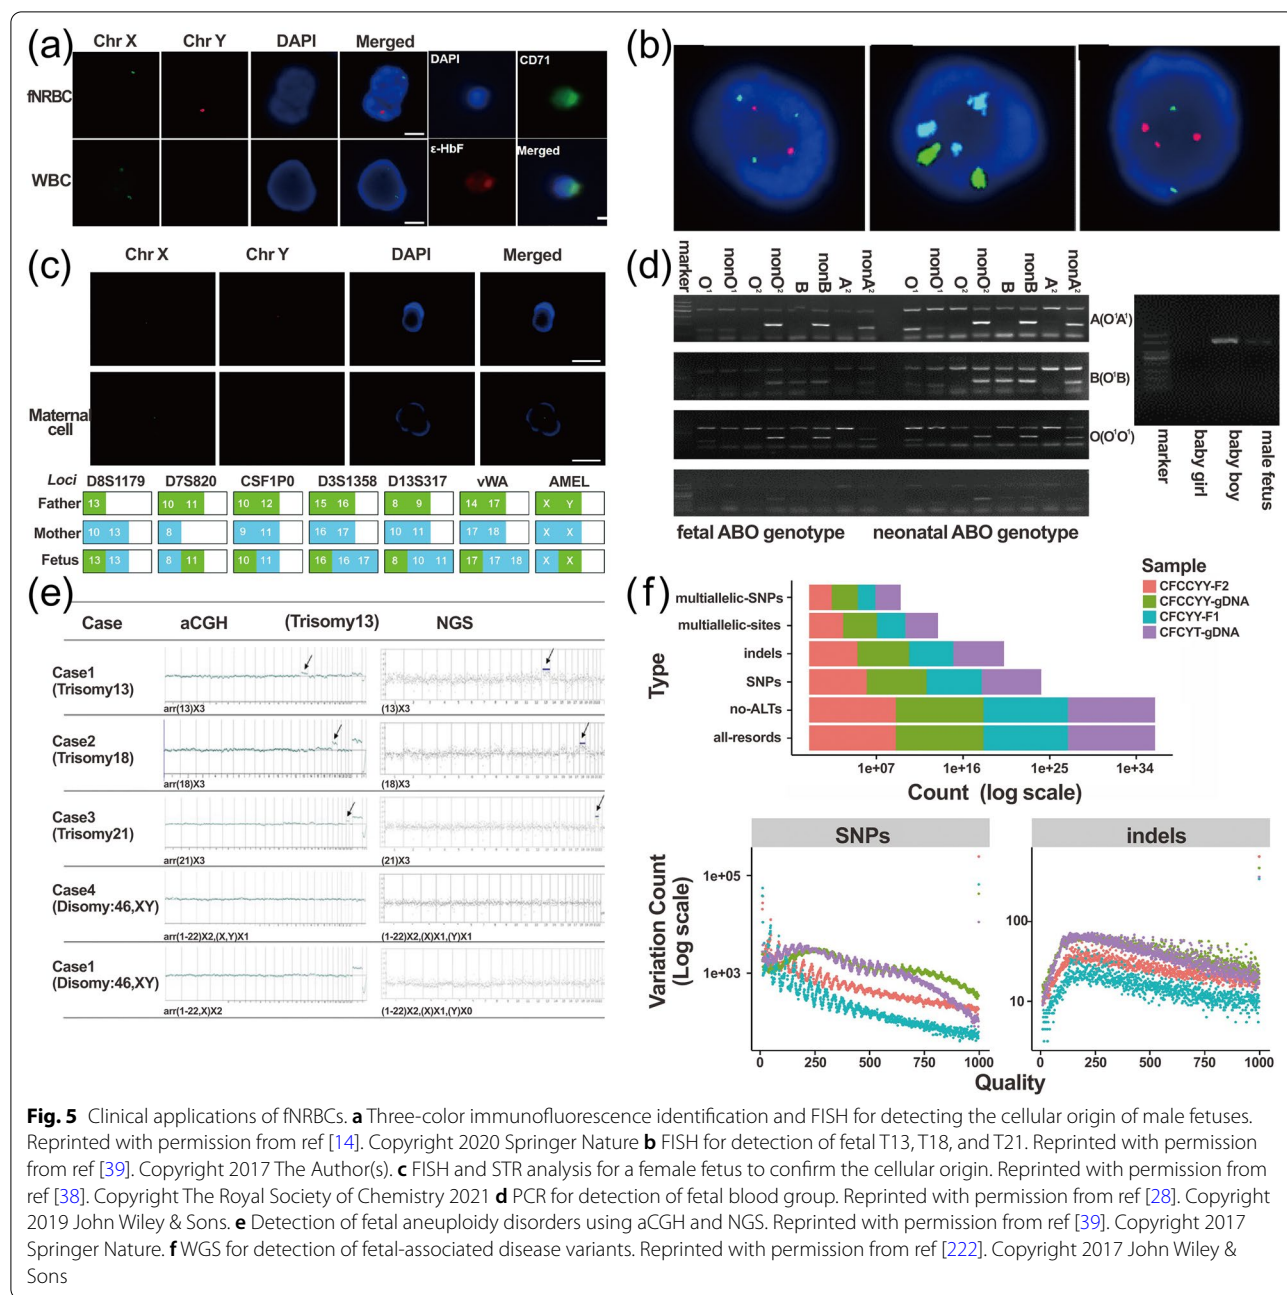 (a)
Chr X Chr Y DAPI Merged
fNRBC
WBC
DAPI CD71
ε-HbF Merged
(b)
(c)
Chr X Chr Y DAPI Merged
Maternal
cell
Loci D8S1179 D7S820 CSF1P0 D3S1358 D13S317 vWA AMEL
Father 13 10 11 10 12 15 16 8 9 14 17 X Y
Mother 10 13 8 9 11 16 17 10 11 17 18 X X
Fetus 13 13 8 11 10 11 16 16 17 8 10 11 17 17 18 X X
(d)
marker O¹ nonO¹ O² nonO² B nonB A² nonA² O¹ nonO¹ O² nonO² B nonB A² nonA²
A(O¹A¹)
B(O¹B)
O(O¹O¹)
fetal ABO genotype neonatal ABO genotype
marker
baby girl
baby boy
male fetus
(e)
Case aCGH (Trisomy13) NGS
Case1
(Trisomy13)
arr(13)X3 (13)X3
Case2
(Trisomy18)
arr(18)X3 (18)X3
Case3
(Trisomy21)
arr(21)X3 (21)X3
Case4
(Disomy:46,XY)
arr(1-22)X2,(X,Y)X1 (1-22)X2,(X)X1,(Y)X1
Case1
(Disomy:46,XY)
arr(1-22,X)X2 (1-22)X2,(X)X1,(Y)X0
(f)
Sample
CFCCYY-F2
CFCCYY-gDNA
CFCYY-F1
CFCYT-gDNA
Type
multiallelic-SNPs
multiallelic-sites
indels
SNPs
no-ALTs
all-resords
1e+07 1e+16 1e+25 1e+34
Count (log scale)
SNPs indels
Variation Count
(Log scale)
1e+05
1e+03
100
10
0 250 500 750 1000 0 250 500 750 1000
Quality
Fig. 5 Clinical applications of fNRBCs. a Three-color immunofluorescence identification and FISH for detecting the cellular origin of male fetuses.
Reprinted with permission from ref [14]. Copyright 2020 Springer Nature b FISH for detection of fetal T13, T18, and T21. Reprinted with permission
from ref [39]. Copyright 2017 The Author(s). c FISH and STR analysis for a female fetus to confirm the cellular origin. Reprinted with permission from
ref [38]. Copyright The Royal Society of Chemistry 2021 d PCR for detection of fetal blood group. Reprinted with permission from ref [28]. Copyright
2019 John Wiley & Sons. e Detection of fetal aneuploidy disorders using aCGH and NGS. Reprinted with permission from ref [39]. Copyright 2017
Springer Nature. f WGS for detection of fetal-associated disease variants. Reprinted with permission from ref [222]. Copyright 2017 John Wiley &
Sons